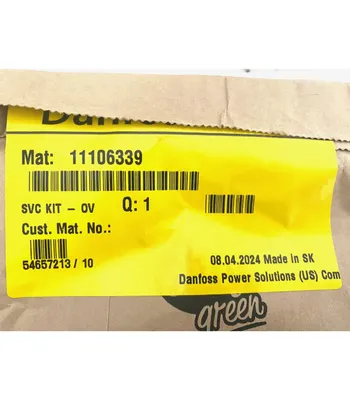 Danfoss
Mat: 11106339
SVC KIT - OV Q: 1
Cust. Mat. No.:
54657213 / 10
08.04.2024 Made in SK
Danfoss Power Solutions (US) Com
green